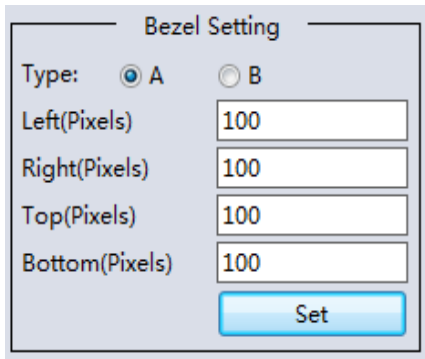 Bezel Setting
Type: A B
Left(Pixels) 100
Right(Pixels) 100
Top(Pixels) 100
Bottom(Pixels) 100
Set